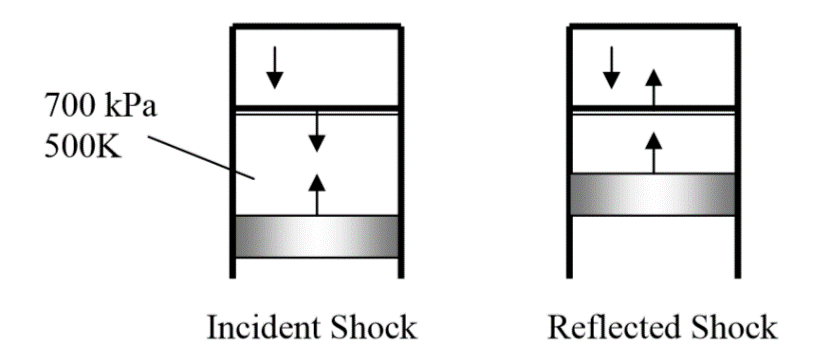 700 kPa
500K
Incident Shock
Reflected Shock